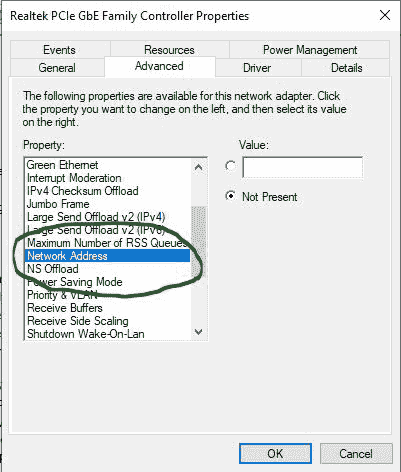 Realtek PCIe GbE Family Controller Properties
Events Resources Power Management
General Advanced Driver Details
The following properties are available for this network adapter. Click
the property you want to change on the left, and then select its value
on the right.
Property: Value:
Green Ethernet
Interrupt Moderation
IPv4 Checksum Offload
Jumbo Frame
Large Send Offload v2 (IPv4)
Large Send Offload v2 (IPv6)
Maximum Number of RSS Queues
Network Address
NS Offload
Power Saving Mode
Priority & VLAN
Receive Buffers
Receive Side Scaling
Shutdown Wake-On-Lan
Not Present
OK Cancel